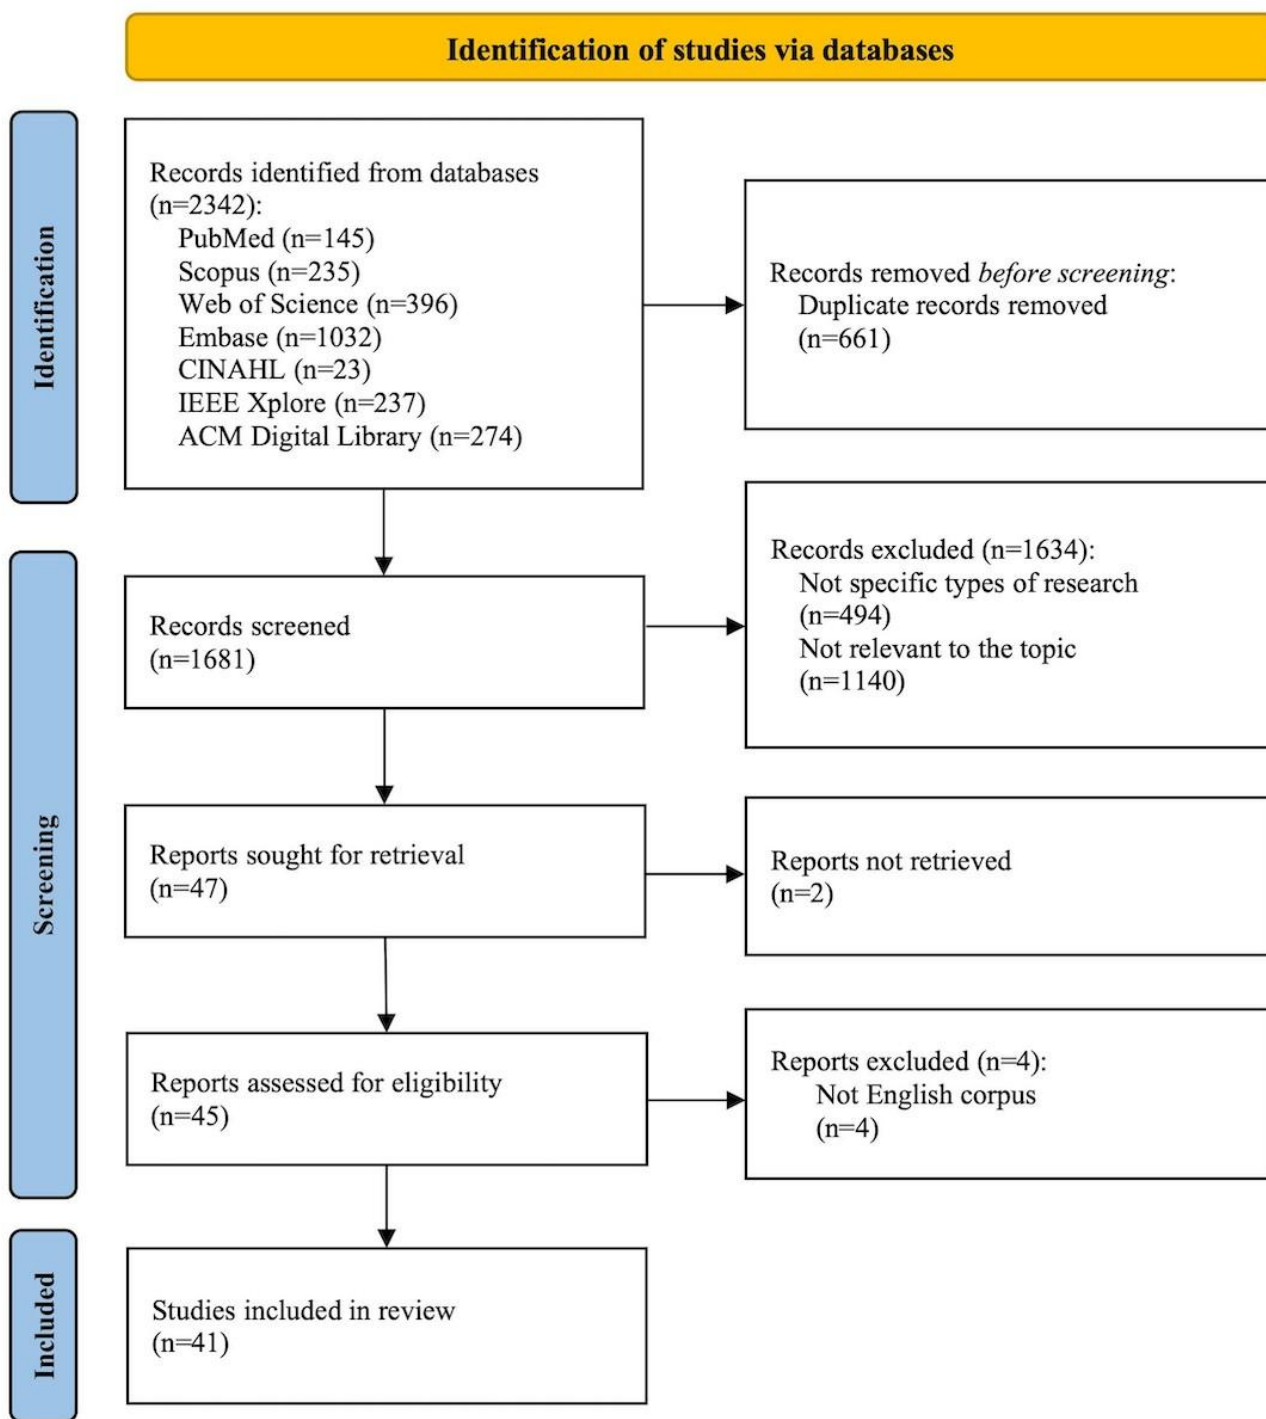 Identification of studies via databases
Identification
Records identified from databases
(n=2342):
PubMed (n=145)
Scopus (n=235)
Web of Science (n=396)
Embase (n=1032)
CINAHL (n=23)
IEEE Xplore (n=237)
ACM Digital Library (n=274)
Records removed before screening:
Duplicate records removed
(n=661)
Screening
Records screened
(n=1681)
Records excluded (n=1634):
Not specific types of research
(n=494)
Not relevant to the topic
(n=1140)
Reports sought for retrieval
(n=47)
Reports not retrieved
(n=2)
Reports assessed for eligibility
(n=45)
Reports excluded (n=4):
Not English corpus
(n=4)
Included
Studies included in review
(n=41)